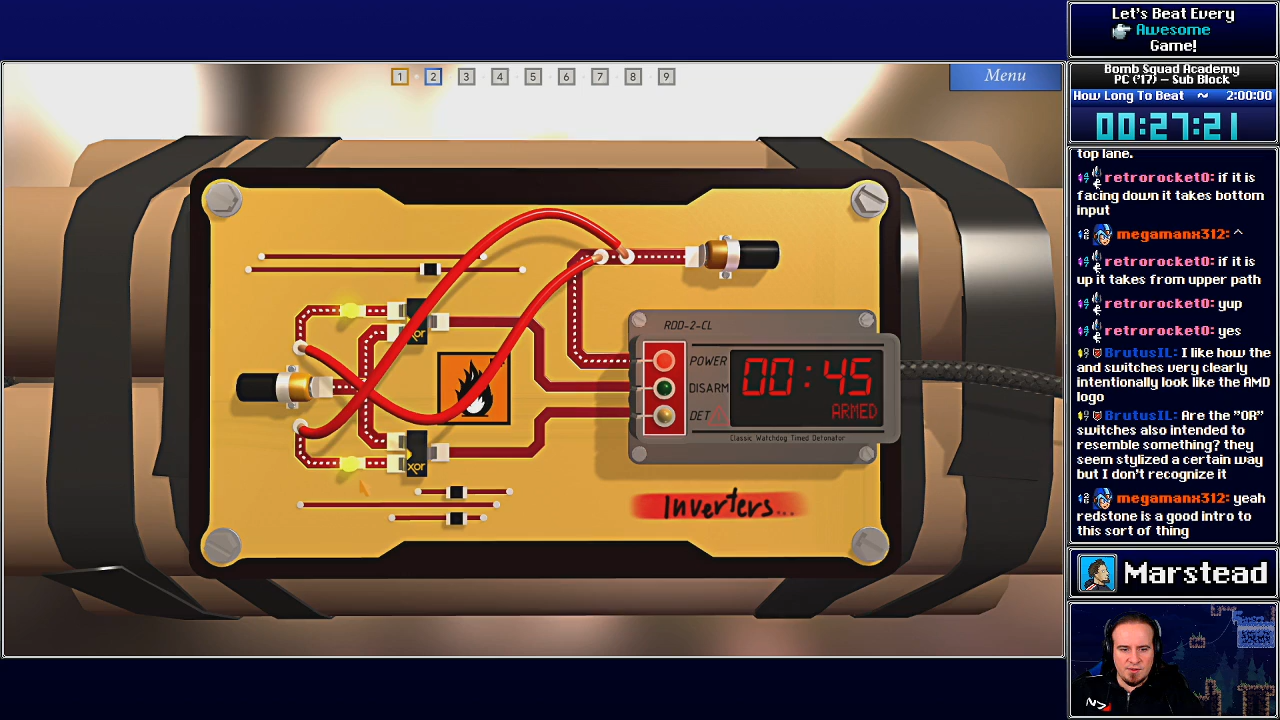 Let's Beat Every
Awesome
Game!
1 2 3 4 5 6 7 8 9
Menu
Bomb Squad Academy
PC ('17) – Sub Block
How Long To Beat ~ 2:00:00
00:27:21
top lane.
retrorocket0: if it is
facing down it takes bottom
input
megamanx312: ^
retrorocket0: if it is
up it takes from upper path
retrorocket0: yup
retrorocket0: yes
BrutusIL: I like how the
and switches very clearly
intentionally look like the AMD
logo
BrutusIL: Are the "OR"
switches also intended to
resemble something? they
seem stylized a certain way
but I don't recognize it
megamanx312: yeah
redstone is a good intro to
this sort of thing
RDD-2-CL
POWER
DISARM
DET
00:45
ARMED
Classic Watchdog Timed Detonator
xor
xor
Inverters...
Marstead